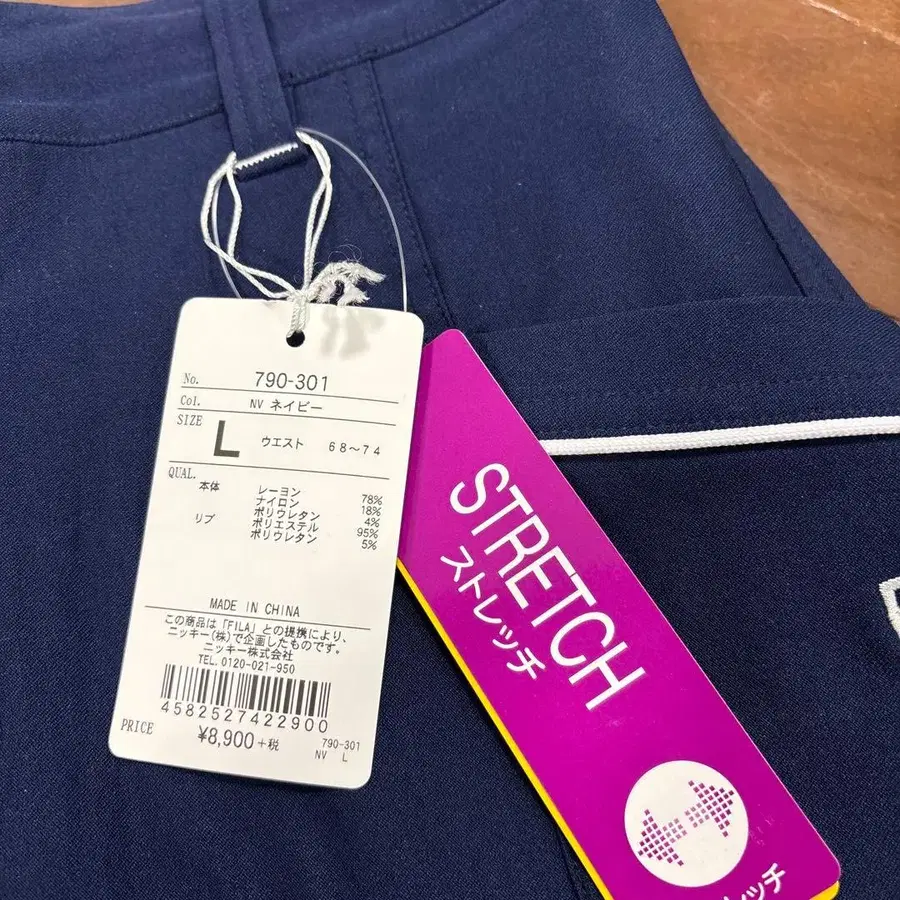 No. 790-301
Col. NV ネイビー
SIZE L ウエスト 68～74
QUAL.
本体 レーヨン 78%
ナイロン 18%
ポリウレタン 4%
リブ ポリエステル 95%
ポリウレタン 5%
MADE IN CHINA
この商品は「FILA」との提携により、
ニッキー(株)で企画したものです。
ニッキー株式会社
TEL.0120-021-950
4582527422900
PRICE ¥8,900+税
790-301
NV L
STRETCH
ストレッチ
レッチ